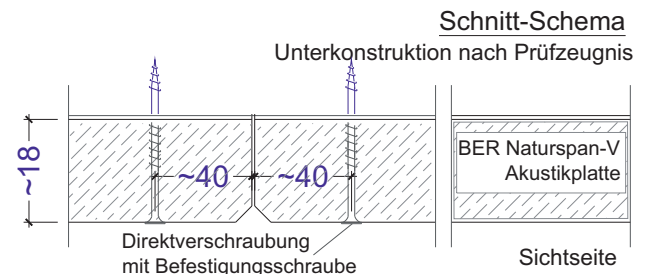 Schnitt-Schema
Unterkonstruktion nach Prüfzeugnis
~18
~40
~40
BER Naturspan-V
Akustikplatte
Direktverschraubung
mit Befestigungsschraube
Sichtseite